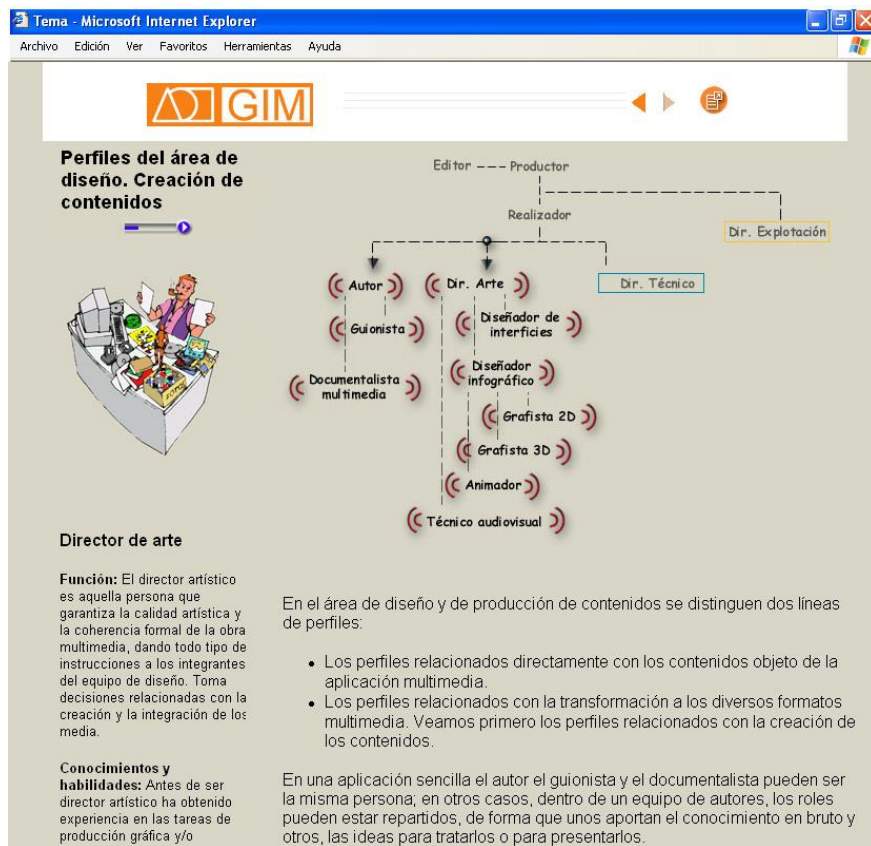 Tema - Microsoft Internet Explorer
Archivo Edición Ver Favoritos Herramientas Ayuda
GIM
Perfiles del área de
diseño. Creación de
contenidos
Editor Productor
Realizador
Dir. Explotación
Autor Dir. Arte Dir. Técnico
Guionista
Diseñador de
interficies
Documentalista
multimedia
Diseñador
infográfico
Grafista 2D
Grafista 3D
Animador
Técnico audiovisual
Director de arte
Función: El director artístico
es aquella persona que
garantiza la calidad artística y
la coherencia formal de la obra
multimedia, dando todo tipo de
instrucciones a los integrantes
del equipo de diseño. Toma
decisiones relacionadas con la
creación y la integración de los
media.
Conocimientos y
habilidades: Antes de ser
director artístico ha obtenido
experiencia en las tareas de
producción gráfica y/o
En el área de diseño y de producción de contenidos se distinguen dos líneas
de perfiles:
• Los perfiles relacionados directamente con los contenidos objeto de la
aplicación multimedia.
• Los perfiles relacionados con la transformación a los diversos formatos
multimedia. Veamos primero los perfiles relacionados con la creación de
los contenidos.
En una aplicación sencilla el autor el guionista y el documentalista pueden ser
la misma persona; en otros casos, dentro de un equipo de autores, los roles
pueden estar repartidos, de forma que unos aportan el conocimiento en bruto y
otros, las ideas para tratarlos o para presentarlos.